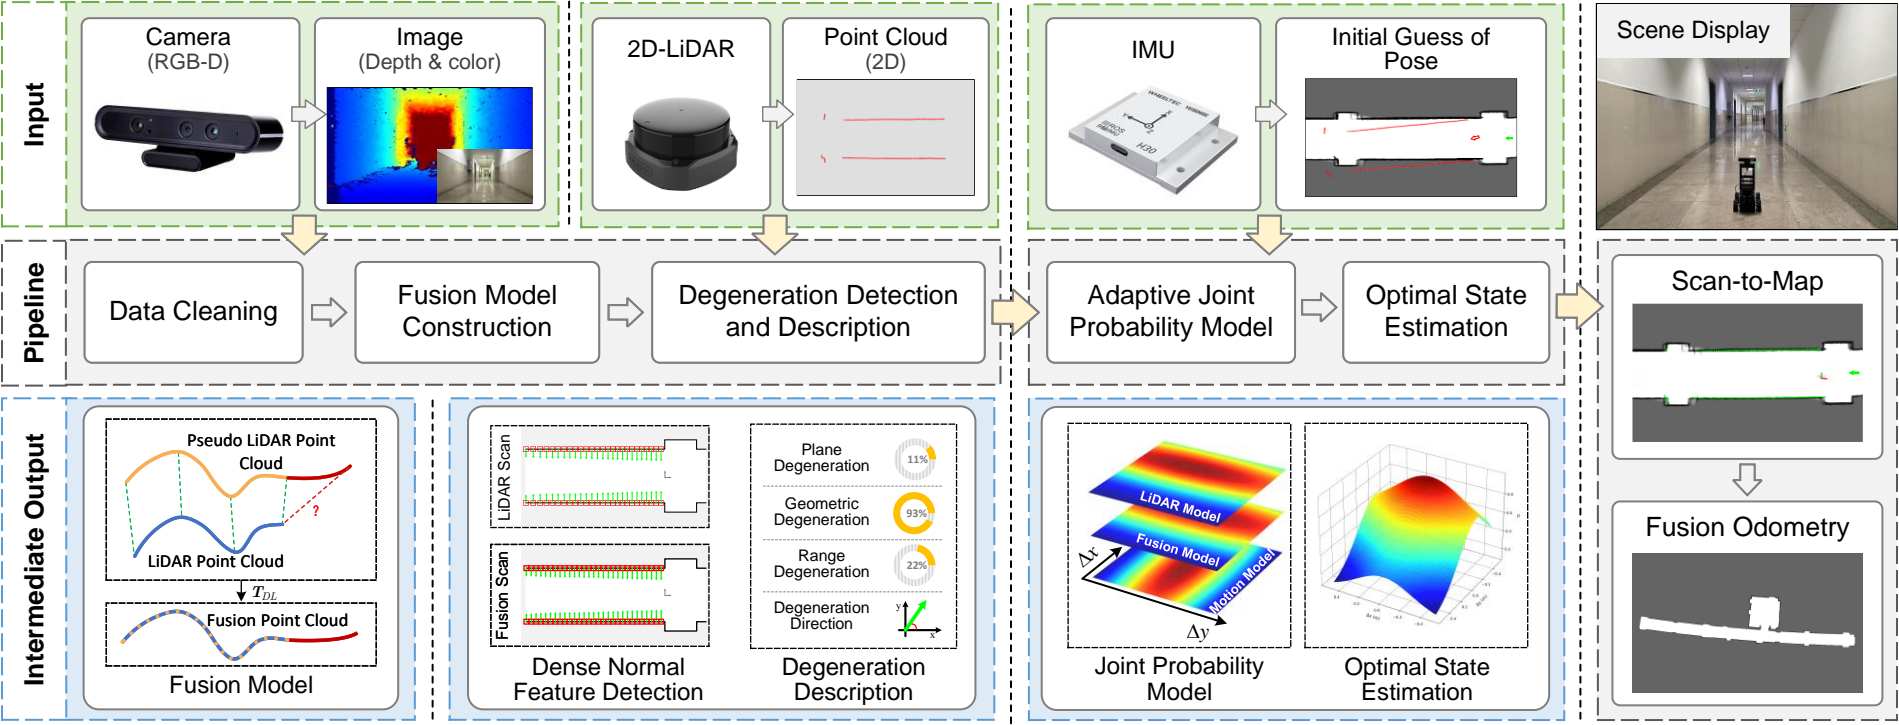 Input
Camera
(RGB-D)
Image
(Depth & color)
2D-LiDAR
Point Cloud
(2D)
IMU
WHEELTEC
H30
Initial Guess of
Pose
Scene Display
Pipeline
Data Cleaning
Fusion Model
Construction
Degeneration Detection
and Description
Adaptive Joint
Probability Model
Optimal State
Estimation
Scan-to-Map
Fusion Odometry
Intermediate Output
Pseudo LiDAR Point
Cloud
?
LiDAR Point Cloud
T_DL
Fusion Point Cloud
Fusion Model
LiDAR Scan
Fusion Scan
Dense Normal
Feature Detection
Plane
Degeneration
11%
Geometric
Degeneration
93%
Range
Degeneration
22%
Degeneration
Direction
y
x
Degeneration
Description
LiDAR Model
Fusion Model
Motion Model
Δx
Δy
Joint Probability
Model
Optimal State
Estimation